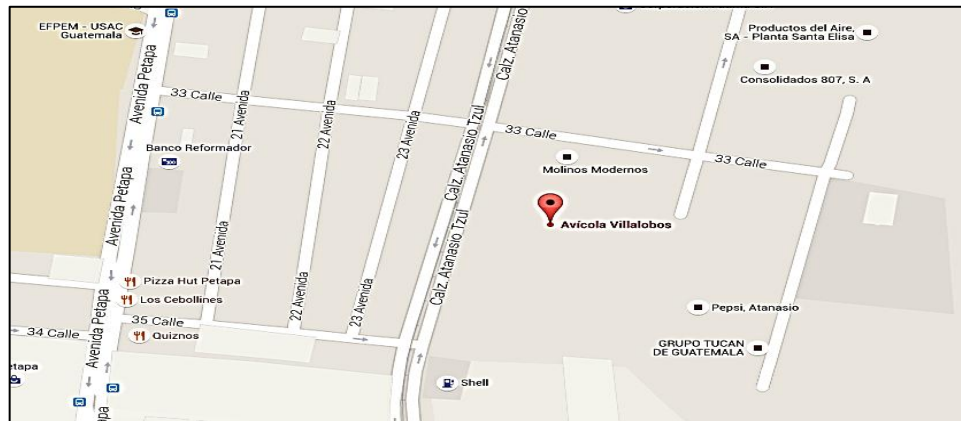 EFPEM - USAC
Guatemala
Productos del Aire,
SA - Planta Santa Elisa
Consolidados 807, S. A
Avenida Petapa
33 Calle
21 Avenida
22 Avenida
23 Avenida
Calz. Atanasio Tzul
Calz. Atanasio Tzul
33 Calle
33 Calle
Banco Reformador
Molinos Modernos
Avícola Villalobos
Avenida Petapa
21 Avenida
22 Avenida
23 Avenida
Calz. Atanasio Tzul
Pizza Hut Petapa
Los Cebollines
35 Calle
Quiznos
34 Calle
Avenida Petapa
Pepsi, Atanasio
GRUPO TUCAN
DE GUATEMALA
Shell